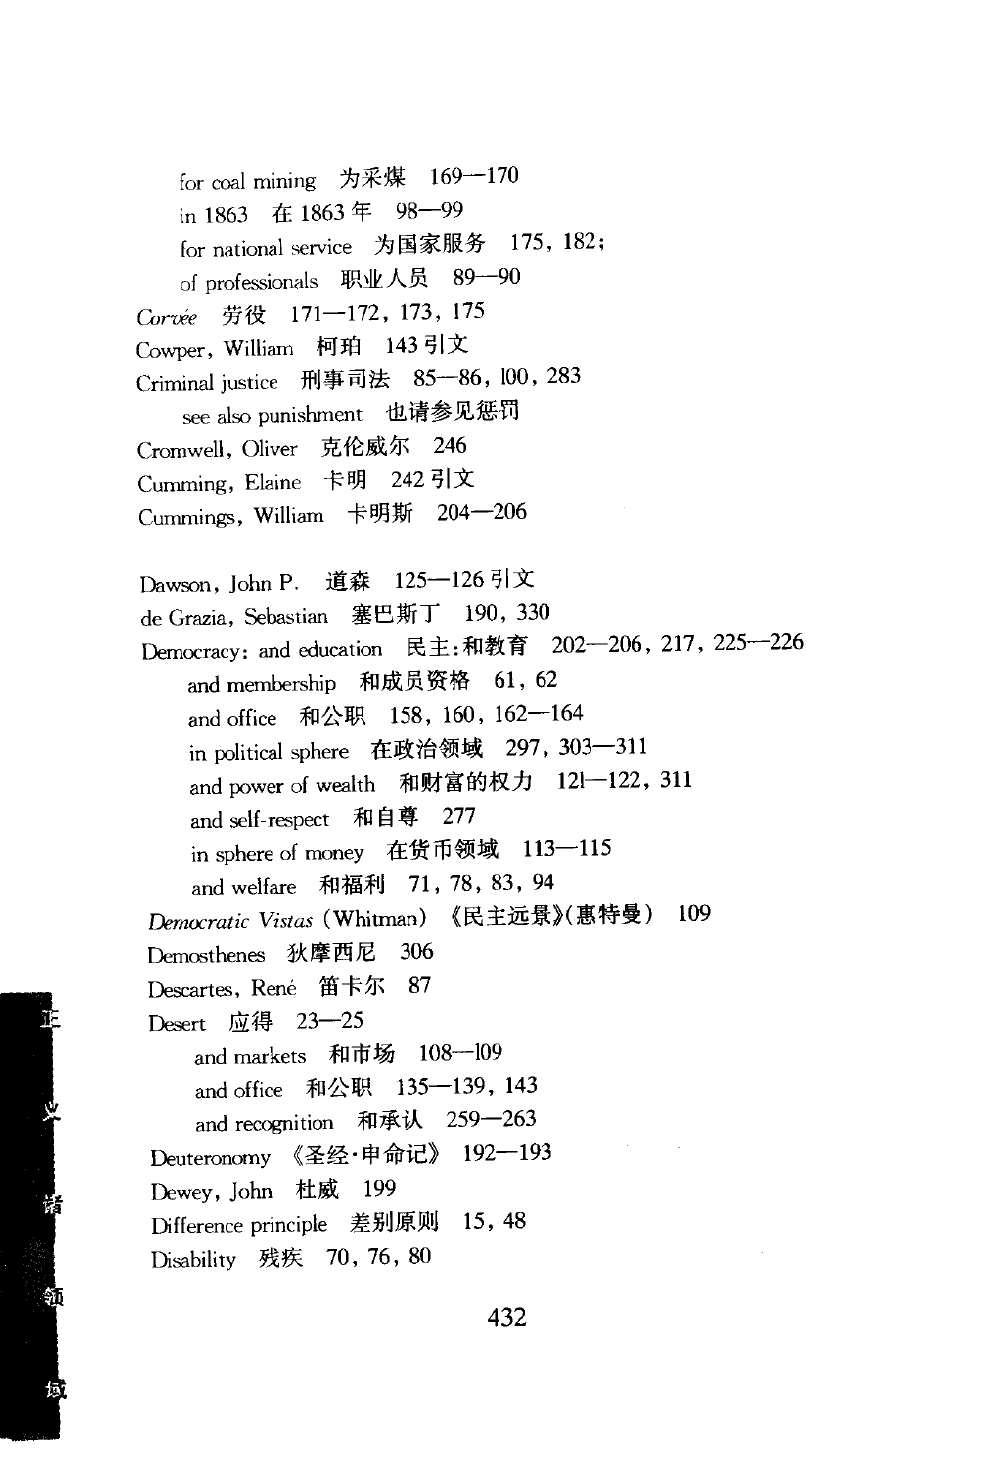 for coal mining 为采煤 169—170
in 1863 在 1863 年 98—99
for national service 为国家服务 175, 182;
of professionals 职业人员 89—90
Corvée 劳役 171—172, 173, 175
Cowper, William 柯珀 143 引文
Criminal justice 刑事司法 85—86, 100, 283
see also punishment 也请参见惩罚
Cromwell, Oliver 克伦威尔 246
Cumming, Elaine 卡明 242 引文
Cummings, William 卡明斯 204—206
Dawson, John P. 道森 125—126 引文
de Grazia, Sebastian 塞巴斯丁 190, 330
Democracy: and education 民主:和教育 202—206, 217, 225—226
and membership 和成员资格 61, 62
and office 和公职 158, 160, 162—164
in political sphere 在政治领域 297, 303—311
and power of wealth 和财富的权力 121—122, 311
and self-respect 和自尊 277
in sphere of money 在货币领域 113—115
and welfare 和福利 71, 78, 83, 94
Democratic Vistas (Whitman) 《民主远景》(惠特曼) 109
Demosthenes 狄摩西尼 306
Descartes, René 笛卡尔 87
Desert 应得 23—25
and markets 和市场 108—109
and office 和公职 135—139, 143
and recognition 和承认 259—263
Deuteronomy 《圣经·申命记》 192—193
Dewey, John 杜威 199
Difference principle 差别原则 15, 48
Disability 残疾 70, 76, 80
432
正义诸领域